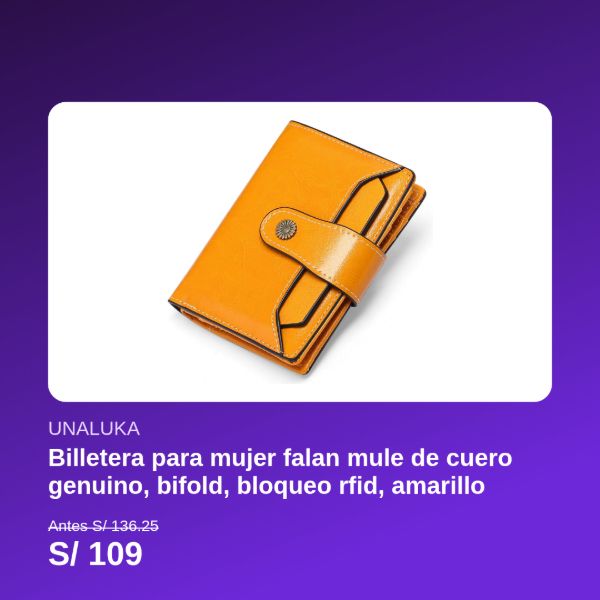 UNALUKA
Billetera para mujer falan mule de cuero
genuino, bifold, bloqueo rfid, amarillo
Antes S/ 136.25
S/ 109